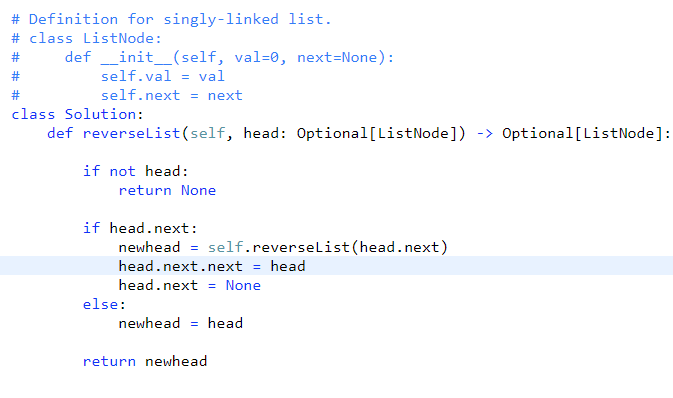 # Definition for singly-linked list.
# class ListNode:
#     def __init__(self, val=0, next=None):
#         self.val = val
#         self.next = next
class Solution:
    def reverseList(self, head: Optional[ListNode]) -> Optional[ListNode]:
        if not head:
            return None
        if head.next:
            newhead = self.reverseList(head.next)
            head.next.next = head
            head.next = None
        else:
            newhead = head
        return newhead